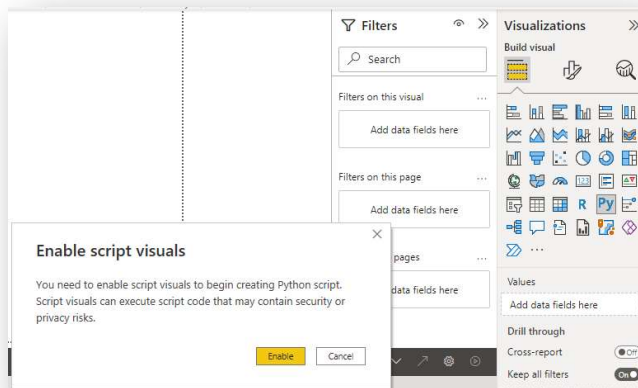 Filters
Search
Filters on this visual
Add data fields here
Filters on this page
Add data fields here
pages
data fields here
Visualizations
Build visual
123
R
Py
Values
Add data fields here
Drill through
Cross-report
Off
Keep all filters
On
Enable script visuals
You need to enable script visuals to begin creating Python script.
Script visuals can execute script code that may contain security or
privacy risks.
Enable
Cancel